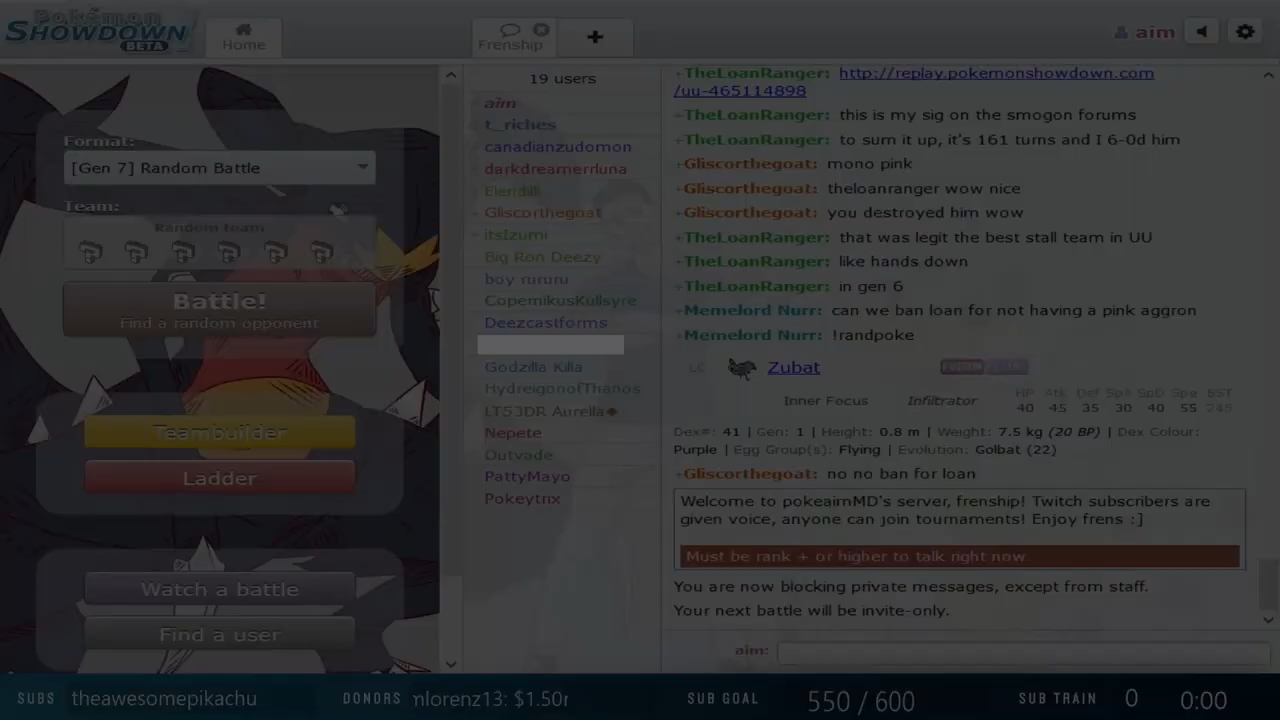 Pokémon
SHOWDOWN
BETA
Home
Frenship
+
aim
Format:
[Gen 7] Random Battle
Team:
Random team
Battle!
Find a random opponent
Teambuilder
Ladder
Watch a battle
Find a user
19 users
aim
t_riches
canadianzudomon
darkdreamerrluna
+Gliscorthegoat
+itsIzumi
Big Ron Deezy
boy rururu
CopernikusKullsyre
Deezcastforms
Godzilla Killa
HydreigonofThanos
LT53DR Aurella◆
Nepete
Outvade
PattyMayo
Pokeytrix
+TheLoanRanger: http://replay.pokemonshowdown.com
/uu-465114898
+TheLoanRanger: this is my sig on the smogon forums
+TheLoanRanger: to sum it up, it's 161 turns and I 6-0d him
+Gliscorthegoat: mono pink
+Gliscorthegoat: theloanranger wow nice
+Gliscorthegoat: you destroyed him wow
+TheLoanRanger: that was legit the best stall team in UU
+TheLoanRanger: like hands down
+TheLoanRanger: in gen 6
+Memelord Nurr: can we ban loan for not having a pink aggron
+Memelord Nurr: !randpoke
LC Zubat
Inner Focus Infiltrator
HP Atk Def SpA SpD Spe BST
40 45 35 30 40 55 245
Dex#: 41 | Gen: 1 | Height: 0.8 m | Weight: 7.5 kg (20 BP) | Dex Colour:
Purple | Egg Group(s): Flying | Evolution: Golbat (22)
+Gliscorthegoat: no no ban for loan
Welcome to pokeaimMD's server, frenship! Twitch subscribers are
given voice, anyone can join tournaments! Enjoy frens :]
Must be rank + or higher to talk right now.
You are now blocking private messages, except from staff.
Your next battle will be invite-only.
aim:
SUBS theawesomepikachu DONORS nlorenz13: $1.50 SUB GOAL 550 / 600 SUB TRAIN 0 0:00